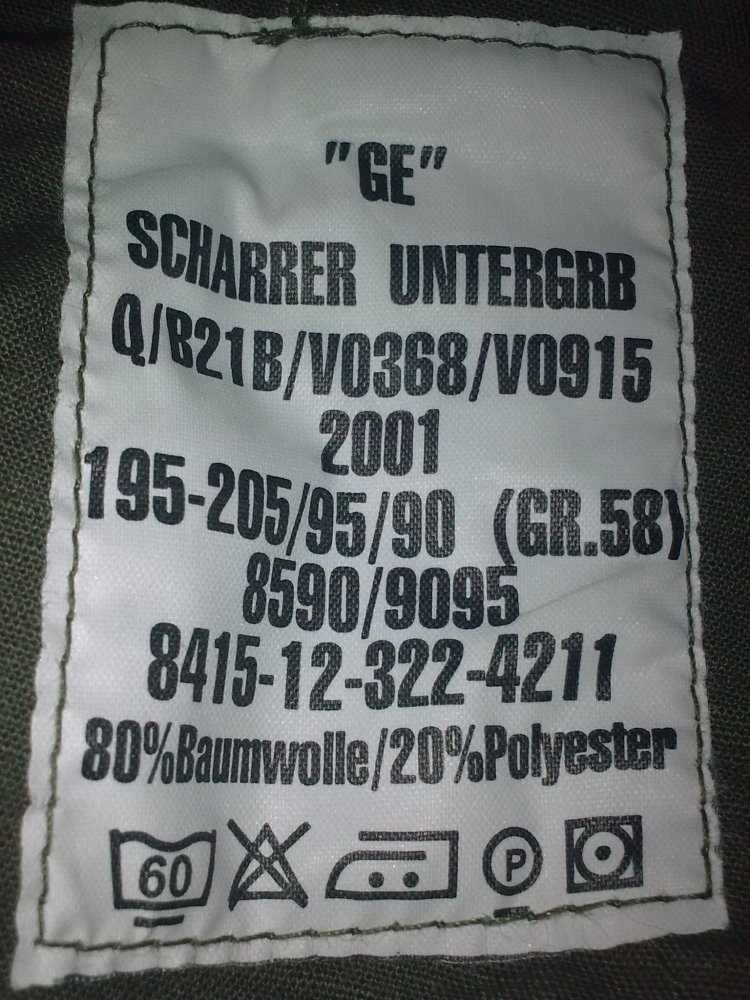 "GE"
SCHARRER UNTERGRB
Q/B21B/V0368/V0915
2001
195-205/95/90 (GR.58)
8590/9095
8415-12-322-4211
80%Baumwolle/20%Polyester
60 P